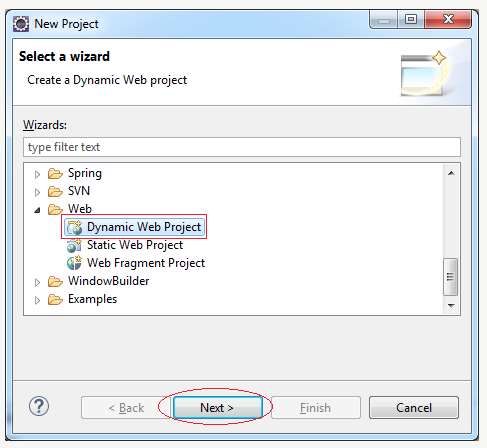 New Project
Select a wizard
Create a Dynamic Web project
Wizards:
type filter text
Spring
SVN
Web
Dynamic Web Project
Static Web Project
Web Fragment Project
WindowBuilder
Examples
?
< Back
Next >
Finish
Cancel